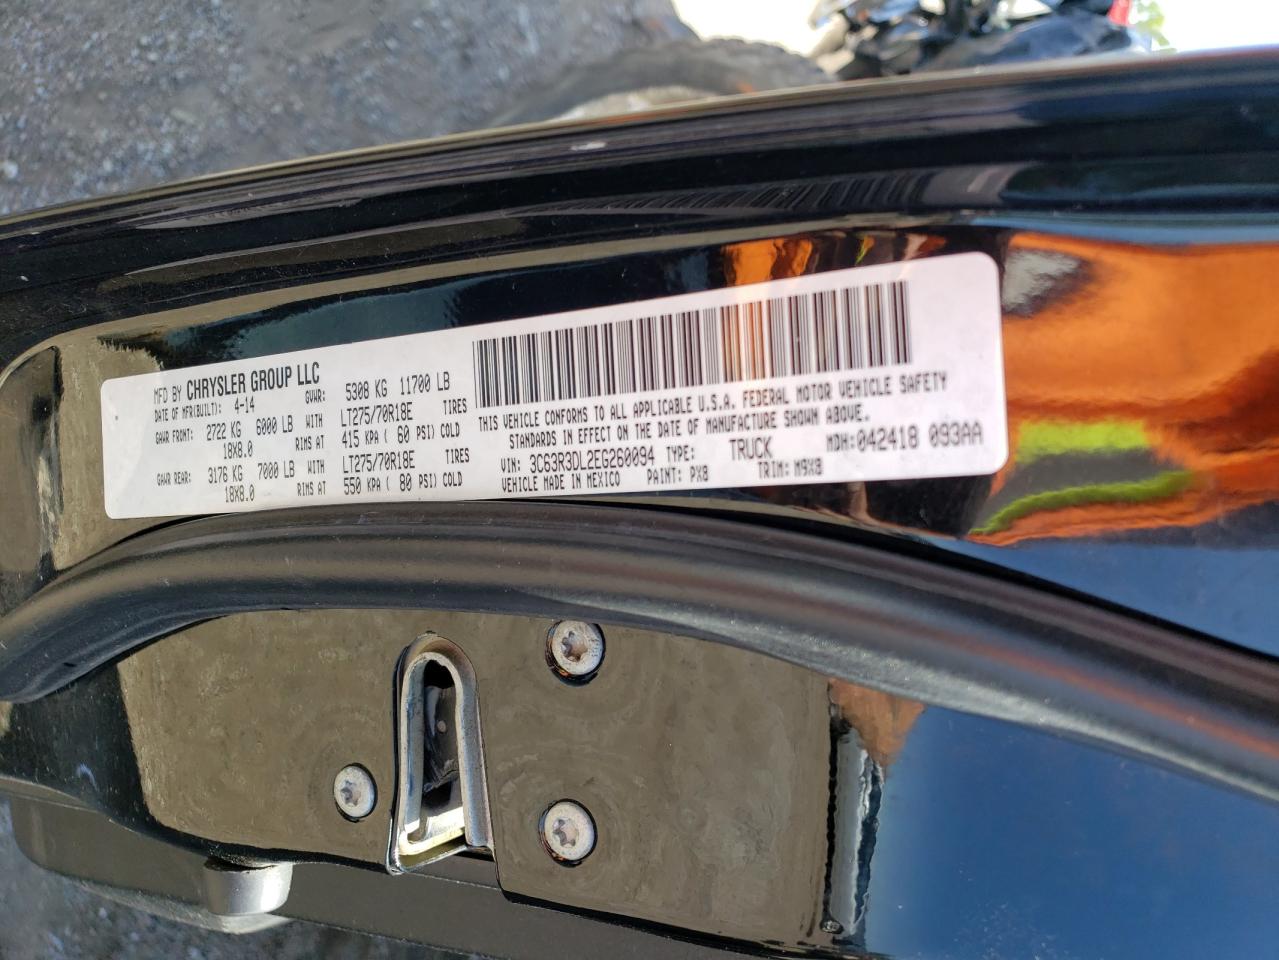 MFD BY CHRYSLER GROUP LLC
DATE OF MFR(BUILT): 4-14 GVWR: 5308 KG 11700 LB
GAWR FRONT: 2722 KG 6000 LB WITH LT275/70R18E TIRES
18X8.0 RIMS AT 415 KPA ( 60 PSI) COLD
GAWR REAR: 3176 KG 7000 LB WITH LT275/70R18E TIRES
18X8.0 RIMS AT 550 KPA ( 80 PSI) COLD
THIS VEHICLE CONFORMS TO ALL APPLICABLE U.S.A. FEDERAL MOTOR VEHICLE SAFETY
STANDARDS IN EFFECT ON THE DATE OF MANUFACTURE SHOWN ABOVE.
VIN: 3C63R3DL2EG260094 TYPE: TRUCK MDH: 042418 093AA
VEHICLE MADE IN MEXICO PAINT: PX8 TRIM: M9X8